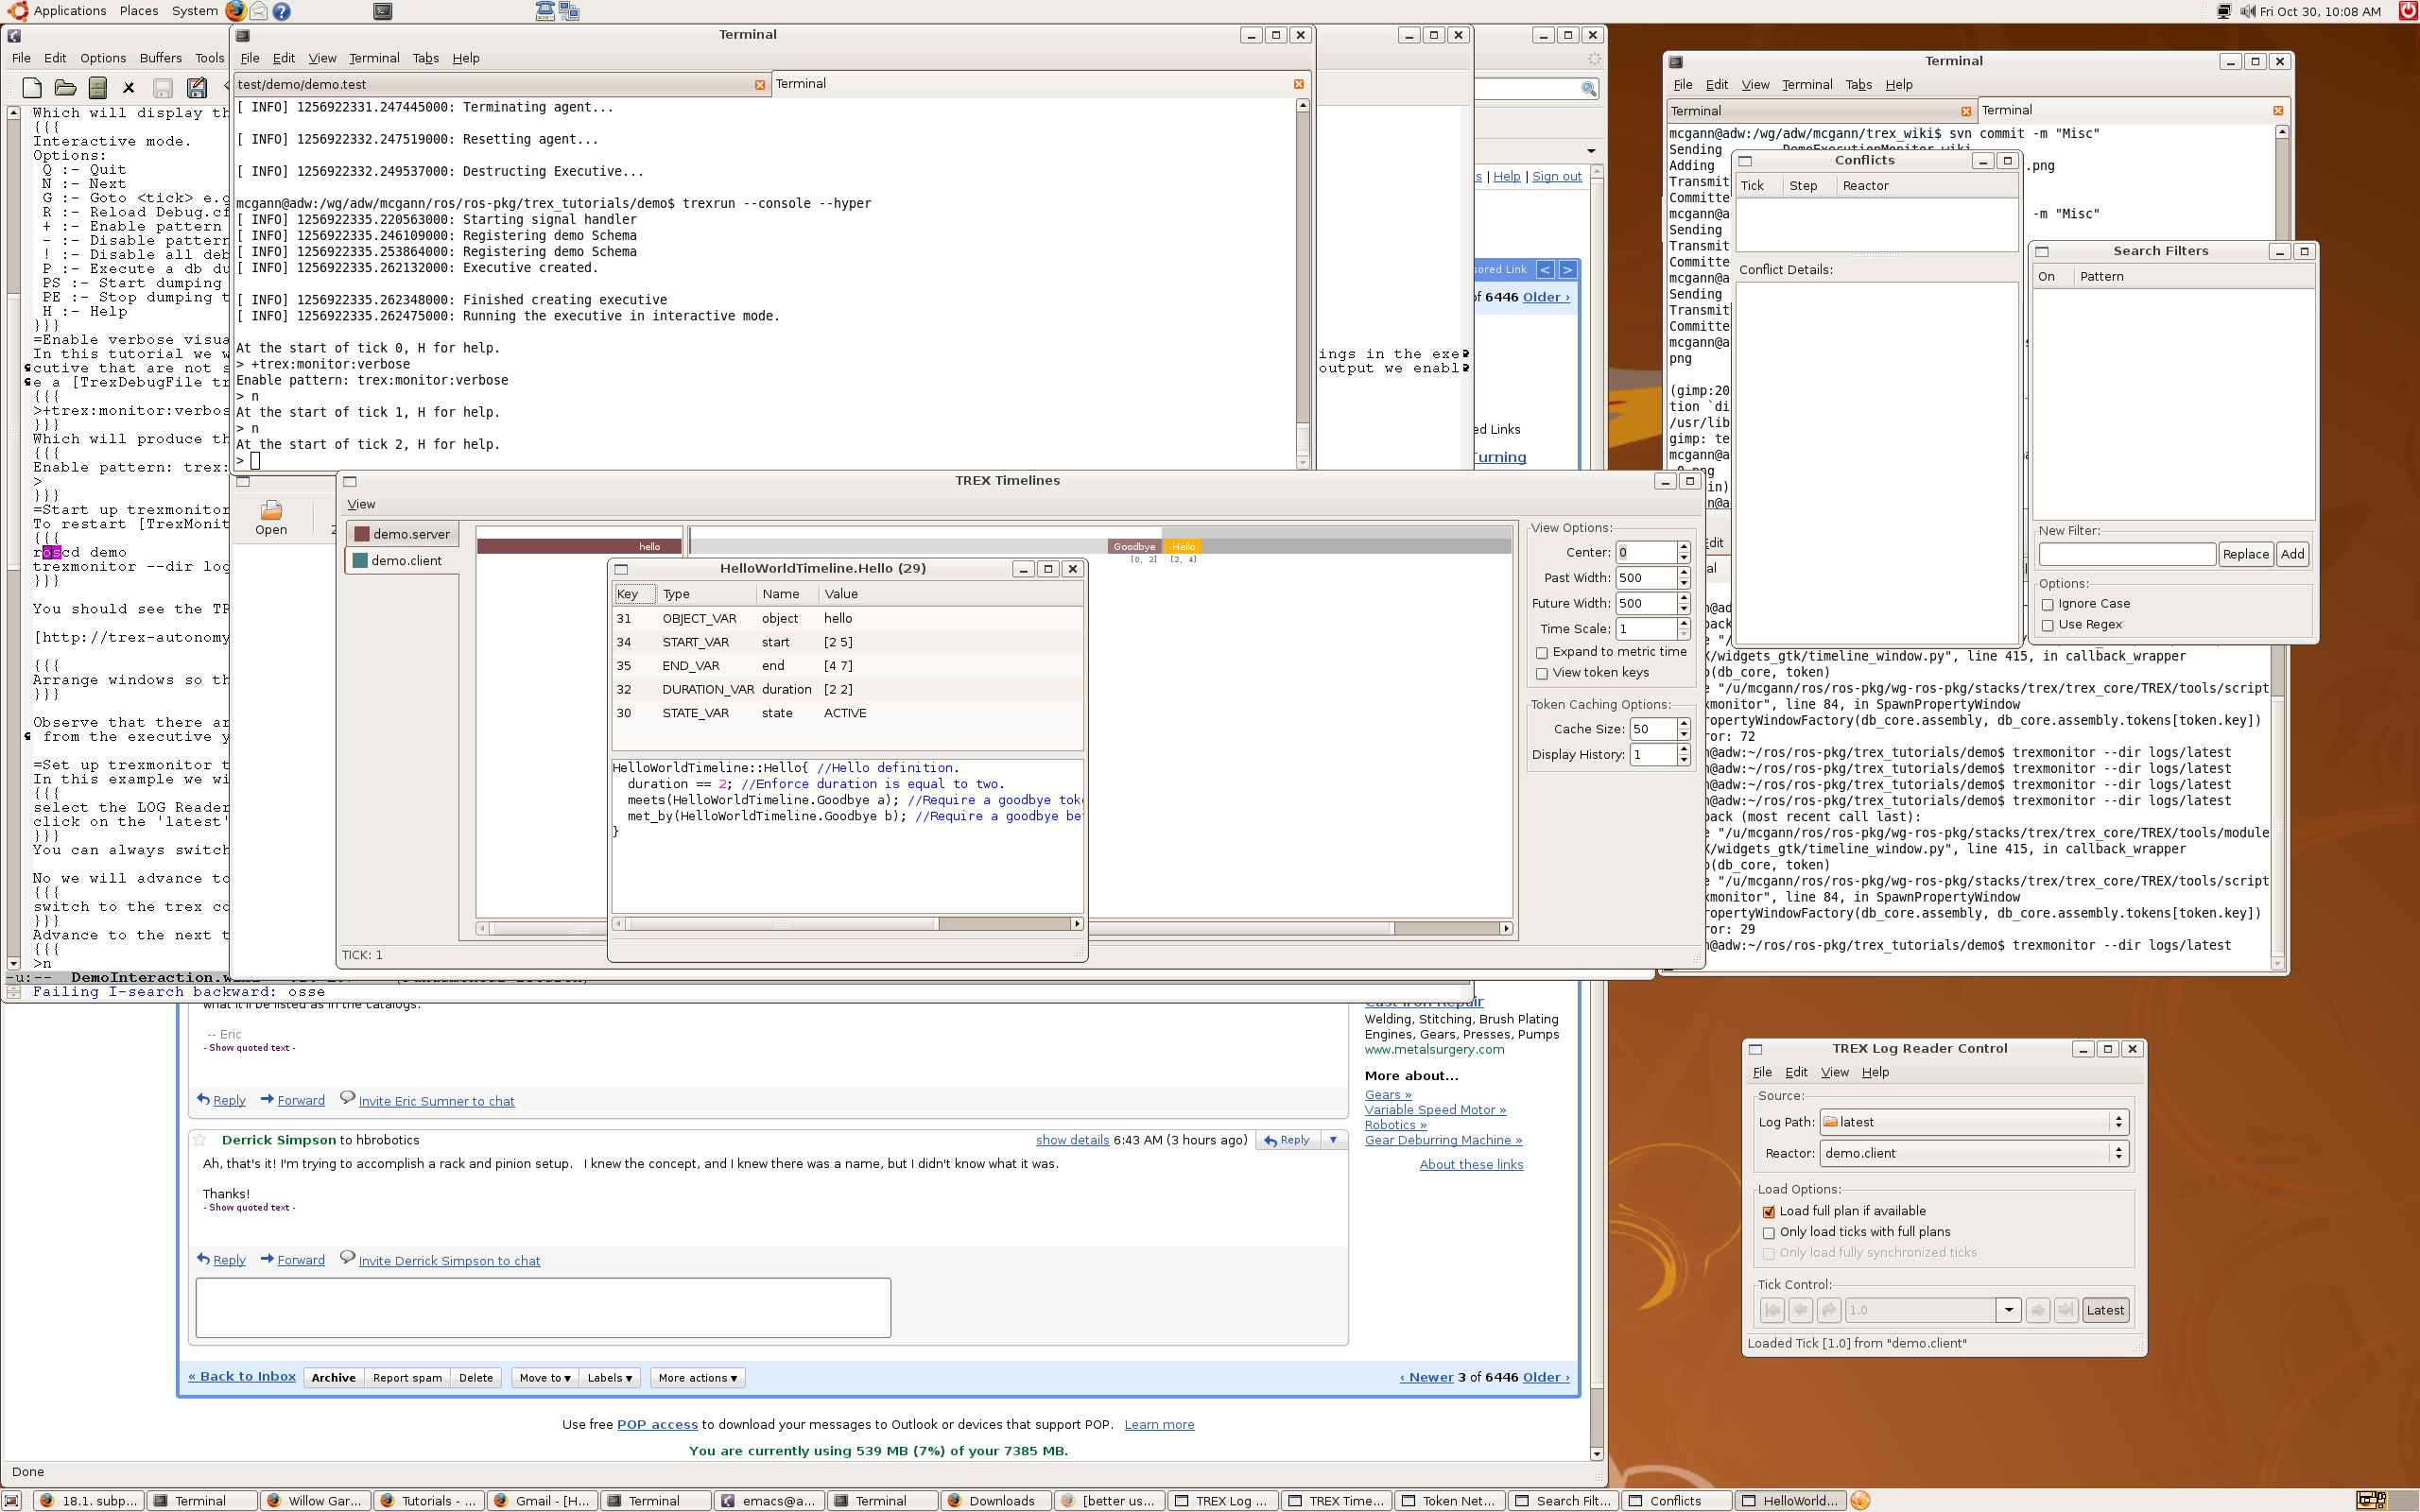 Applications Places System
Fri Oct 30, 10:08 AM
File Edit Options Buffers Tools
Which will display th
{{{
Interactive mode.
Options:
Q :- Quit
N :- Next
G :- Goto <tick> e.g
R :- Reload Debug.cf
+ :- Enable pattern
- :- Disable pattern
! :- Disable all deb
P :- Execute a db du
PS :- Start dumping
PE :- Stop dumping t
H :- Help
}}}
=Enable verbose visua
In this tutorial we w
cutive that are not s
e a [TrexDebugFile tr
{{{
>+trex:monitor:verbos
}}}
Which will produce th
{{{
Enable pattern: trex:
>
}}}
=Start up trexmonitor
To restart [TrexMonit
{{{
roscd demo
trexmonitor --dir log
}}}
You should see the TR
[http://trex-autonomy
{{{
Arrange windows so th
}}}
Observe that there ar
from the executive y
=Set up trexmonitor t
In this example we wi
{{{
select the LOG Reader
click on the 'latest'
}}}
You can always switch
No we will advance to
{{{
switch to the trex co
}}}
Advance to the next t
{{{
>n
-u:-- DemoInteraction.w
Failing I-search backward: osse
Terminal
File Edit View Terminal Tabs Help
test/demo/demo.test
Terminal
[ INFO] 1256922331.247445000: Terminating agent...
[ INFO] 1256922332.247519000: Resetting agent...
[ INFO] 1256922332.249537000: Destructing Executive...
mcgann@adw:/wg/adw/mcgann/ros/ros-pkg/trex_tutorials/demo$ trexrun --console --hyper
[ INFO] 1256922335.220563000: Starting signal handler
[ INFO] 1256922335.246109000: Registering demo Schema
[ INFO] 1256922335.253864000: Registering demo Schema
[ INFO] 1256922335.262132000: Executive created.
[ INFO] 1256922335.262348000: Finished creating executive
[ INFO] 1256922335.262475000: Running the executive in interactive mode.
At the start of tick 0, H for help.
> +trex:monitor:verbose
Enable pattern: trex:monitor:verbose
> n
At the start of tick 1, H for help.
> n
At the start of tick 2, H for help.
>
ings in the exe
output we enabl
s | Help | Sign out
sored Link < >
of 6446 Older ›
ed Links
Turning
Open
TREX Timelines
View
demo.server
demo.client
hello
Goodbye
Hello
[0, 2]
[2, 4]
View Options:
Center: 0
Past Width: 500
Future Width: 500
Time Scale: 1
Expand to metric time
View token keys
Token Caching Options:
Cache Size: 50
Display History: 1
TICK: 1
HelloWorldTimeline.Hello (29)
Key Type Name Value
31 OBJECT_VAR object hello
34 START_VAR start [2 5]
35 END_VAR end [4 7]
32 DURATION_VAR duration [2 2]
30 STATE_VAR state ACTIVE
HelloWorldTimeline::Hello{ //Hello definition.
duration == 2; //Enforce duration is equal to two.
meets(HelloWorldTimeline.Goodbye a); //Require a goodbye tok
met_by(HelloWorldTimeline.Goodbye b); //Require a goodbye be
}
Terminal
File Edit View Terminal Tabs Help
Terminal
Terminal
mcgann@adw:/wg/adw/mcgann/trex_wiki$ svn commit -m "Misc"
Sending DemoExecutionMonitor.wiki
Adding .png
Transmit
Committe
mcgann@a -m "Misc"
Sending
Transmit
Committe
mcgann@a
Sending
Transmit
Committe
mcgann@a
png
(gimp:20
tion `di
/usr/lib
gimp: te
mcgann@a
Conflicts
Tick Step Reactor
Conflict Details:
Search Filters
On Pattern
New Filter:
Replace Add
Options:
Ignore Case
Use Regex
/widgets_gtk/timeline_window.py", line 415, in callback_wrapper
(db_core, token)
e "/u/mcgann/ros/ros-pkg/wg-ros-pkg/stacks/trex/trex_core/TREX/tools/script
xmonitor", line 84, in SpawnPropertyWindow
ropertyWindowFactory(db_core.assembly, db_core.assembly.tokens[token.key])
ror: 72
n@adw:~/ros/ros-pkg/trex_tutorials/demo$ trexmonitor --dir logs/latest
n@adw:~/ros/ros-pkg/trex_tutorials/demo$ trexmonitor --dir logs/latest
n@adw:~/ros/ros-pkg/trex_tutorials/demo$ trexmonitor --dir logs/latest
n@adw:~/ros/ros-pkg/trex_tutorials/demo$ trexmonitor --dir logs/latest
back (most recent call last):
e "/u/mcgann/ros/ros-pkg/wg-ros-pkg/stacks/trex/trex_core/TREX/tools/module
/widgets_gtk/timeline_window.py", line 415, in callback_wrapper
(db_core, token)
e "/u/mcgann/ros/ros-pkg/wg-ros-pkg/stacks/trex/trex_core/TREX/tools/script
xmonitor", line 84, in SpawnPropertyWindow
ropertyWindowFactory(db_core.assembly, db_core.assembly.tokens[token.key])
ror: 29
n@adw:~/ros/ros-pkg/trex_tutorials/demo$ trexmonitor --dir logs/latest
what it'll be listed as in the catalogs.
-- Eric
- Show quoted text -
Reply Forward Invite Eric Sumner to chat
Derrick Simpson to hbrobotics
show details 6:43 AM (3 hours ago) Reply
Ah, that's it! I'm trying to accomplish a rack and pinion setup. I knew the concept, and I knew there was a name, but I didn't know what it was.
Thanks!
- Show quoted text -
Reply Forward Invite Derrick Simpson to chat
Cast Iron Repair
Welding, Stitching, Brush Plating
Engines, Gears, Presses, Pumps
www.metalsurgery.com
More about...
Gears »
Variable Speed Motor »
Robotics »
Gear Deburring Machine »
About these links
« Back to Inbox Archive Report spam Delete Move to Labels More actions
‹ Newer 3 of 6446 Older ›
Use free POP access to download your messages to Outlook or devices that support POP. Learn more
You are currently using 539 MB (7%) of your 7385 MB.
Done
TREX Log Reader Control
File Edit View Help
Source:
Log Path: latest
Reactor: demo.client
Load Options:
Load full plan if available
Only load ticks with full plans
Only load fully synchronized ticks
Tick Control:
1.0
Latest
Loaded Tick [1.0] from "demo.client"
18.1. subp...
Terminal
Willow Gar...
Tutorials - ...
Gmail - [H...
Terminal
emacs@a...
Terminal
Downloads
[better us...
TREX Log ...
TREX Time...
Token Net...
Search Filt...
Conflicts
HelloWorld...